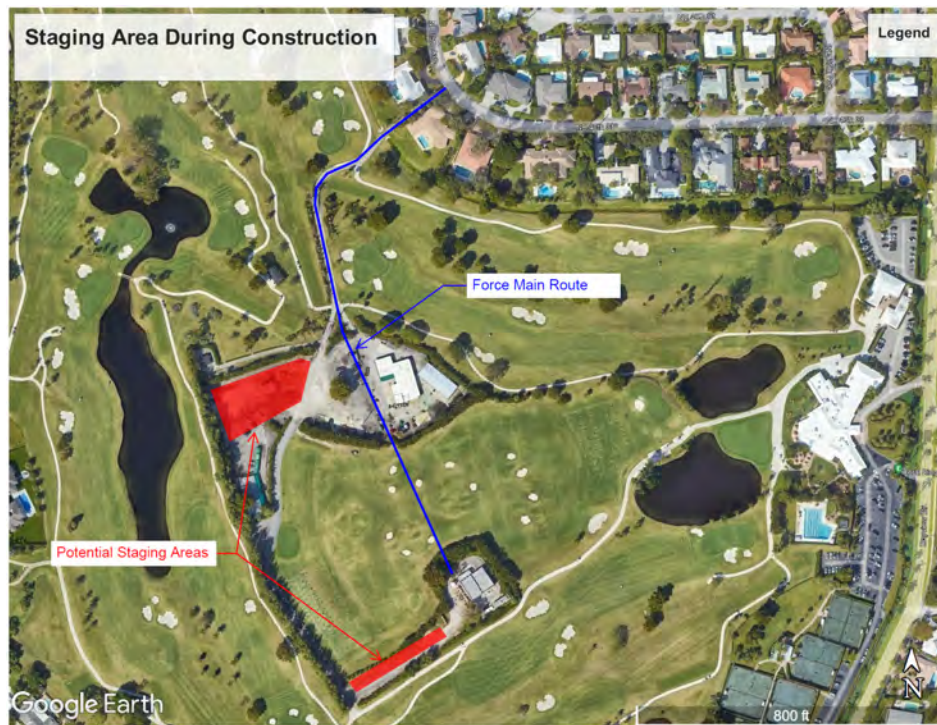 Staging Area During Construction
Legend
Force Main Route
Potential Staging Areas
Google Earth
N
800 ft